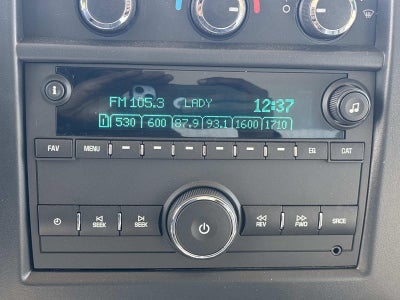 FM 105.3 LADY 12:37
1 530 600 87.9 93.1 1600 1710
FAV MENU EQ CAT
SEEK SEEK REV FWD SRCE